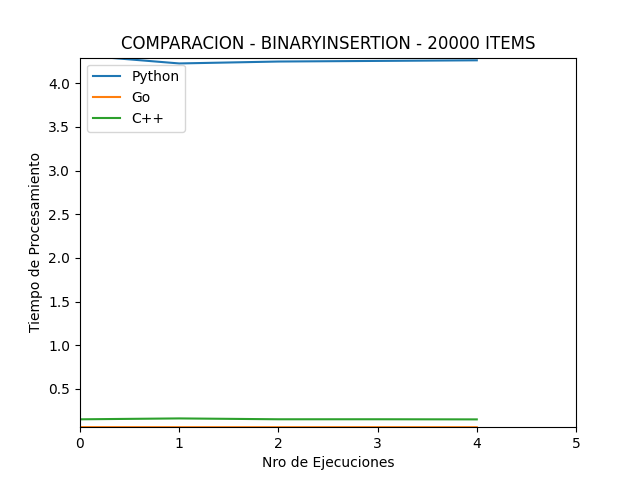 COMPARACION - BINARYINSERTION - 20000 ITEMS
Python
Go
C++
4.0
3.5
3.0
2.5
2.0
1.5
1.0
0.5
Tiempo de Procesamiento
0 1 2 3 4 5
Nro de Ejecuciones